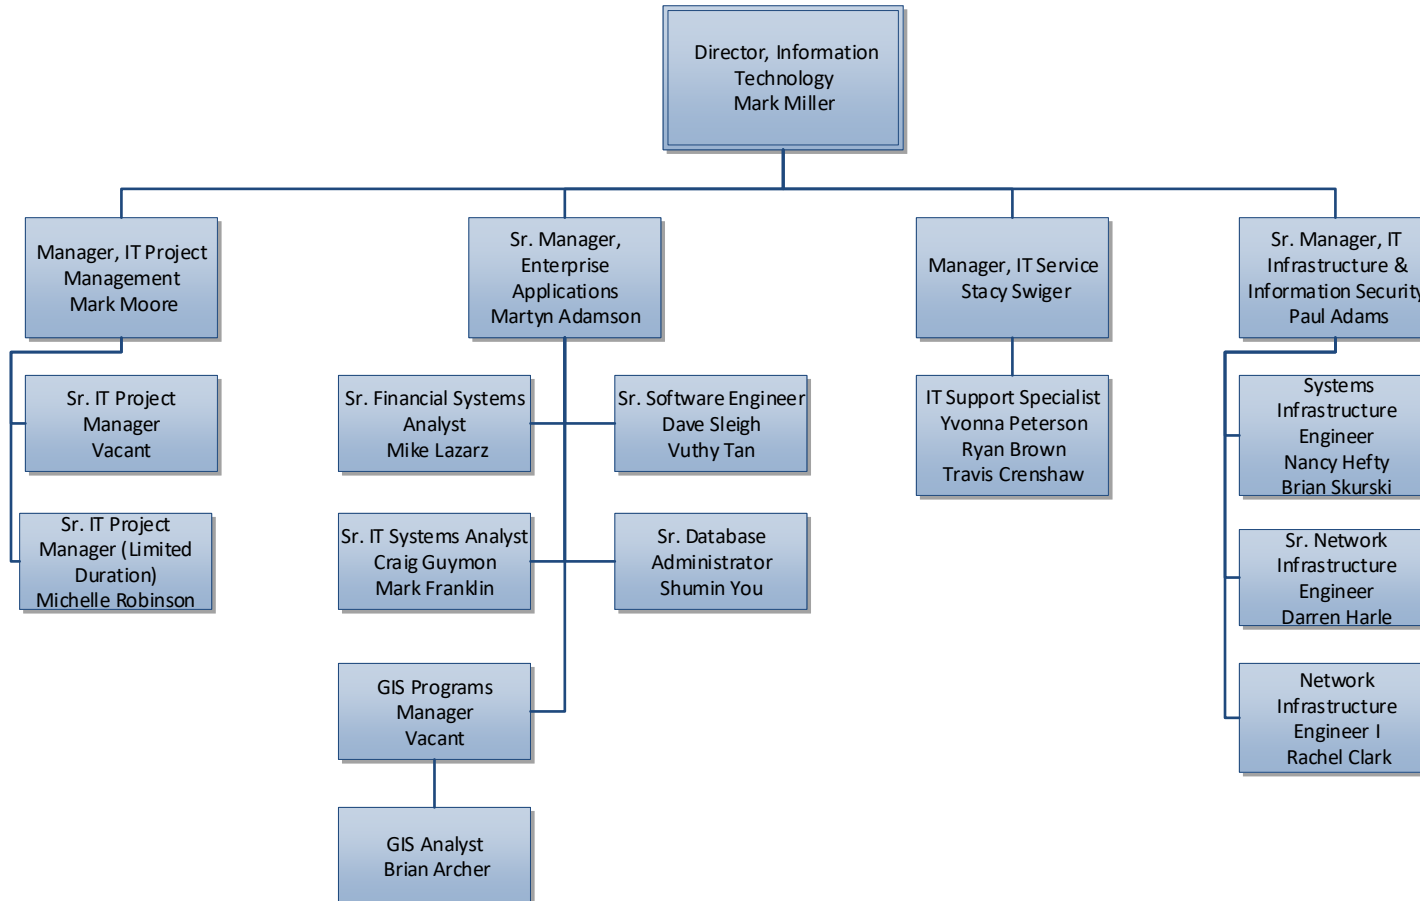 Director, Information
Technology
Mark Miller
Manager, IT Project
Management
Mark Moore
Sr. Manager,
Enterprise
Applications
Martyn Adamson
Manager, IT Service
Stacy Swiger
Sr. Manager, IT
Infrastructure &
Information Security
Paul Adams
Sr. IT Project
Manager
Vacant
Sr. IT Project
Manager (Limited
Duration)
Michelle Robinson
Sr. Financial Systems
Analyst
Mike Lazarz
Sr. Software Engineer
Dave Sleigh
Vuthy Tan
Sr. IT Systems Analyst
Craig Guymon
Mark Franklin
Sr. Database
Administrator
Shumin You
GIS Programs
Manager
Vacant
GIS Analyst
Brian Archer
IT Support Specialist
Yvonna Peterson
Ryan Brown
Travis Crenshaw
Systems
Infrastructure
Engineer
Nancy Hefty
Brian Skurski
Sr. Network
Infrastructure
Engineer
Darren Harle
Network
Infrastructure
Engineer I
Rachel Clark